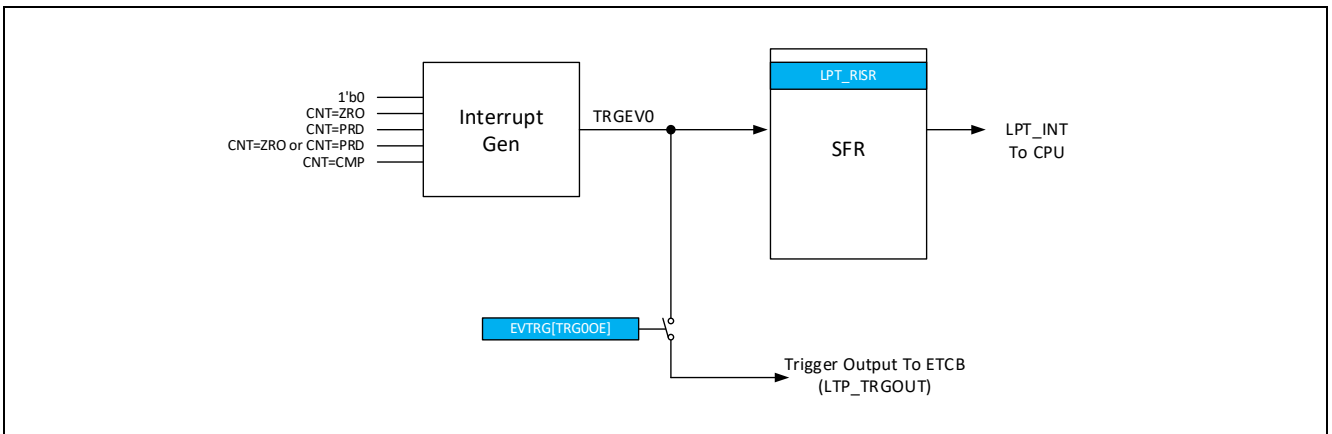 LPT_RISR
1'b0
CNT=ZRO
CNT=PRD
CNT=ZRO or CNT=PRD
CNT=CMP
Interrupt
Gen
TRGEV0
SFR
LPT_INT
To CPU
EVTRG[TRG0OE]
Trigger Output To ETCB
(LTP_TRGOUT)